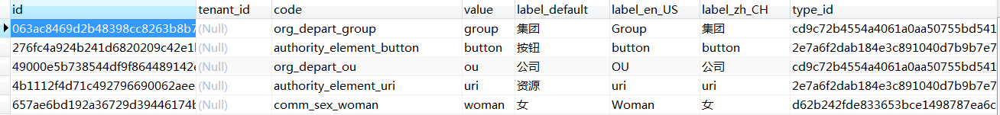 id tenant_id code value label_default label_en_US label_zh_CH type_id
063ac8469d2b48398cc8263b8b7 (Null) org_depart_group group 集团 Group 集团 cd9c72b4554a4061a0aa50755bd541
276fc4a924b241d6820209c42e1 (Null) authority_element_button button 按钮 button button 2e7a6f2dab184e3c891040d7b9b7e7
49000e5b738544df9f864489142e (Null) org_depart_ou ou 公司 OU 公司 cd9c72b4554a4061a0aa50755bd541
4b1112f4d71c492796690062aee (Null) authority_element_uri uri 资源 uri uri 2e7a6f2dab184e3c891040d7b9b7e7
657ae6bd192a36729d39446174b (Null) comm_sex_woman woman 女 Woman 女 d62b242fde833653bce1498787ea6c